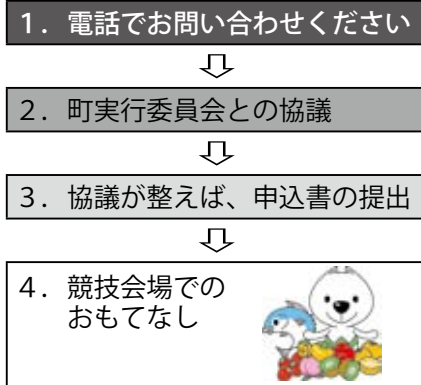 １．電話でお問い合わせください
２．町実行委員会との協議
３．協議が整えば、申込書の提出
４．競技会場での
おもてなし